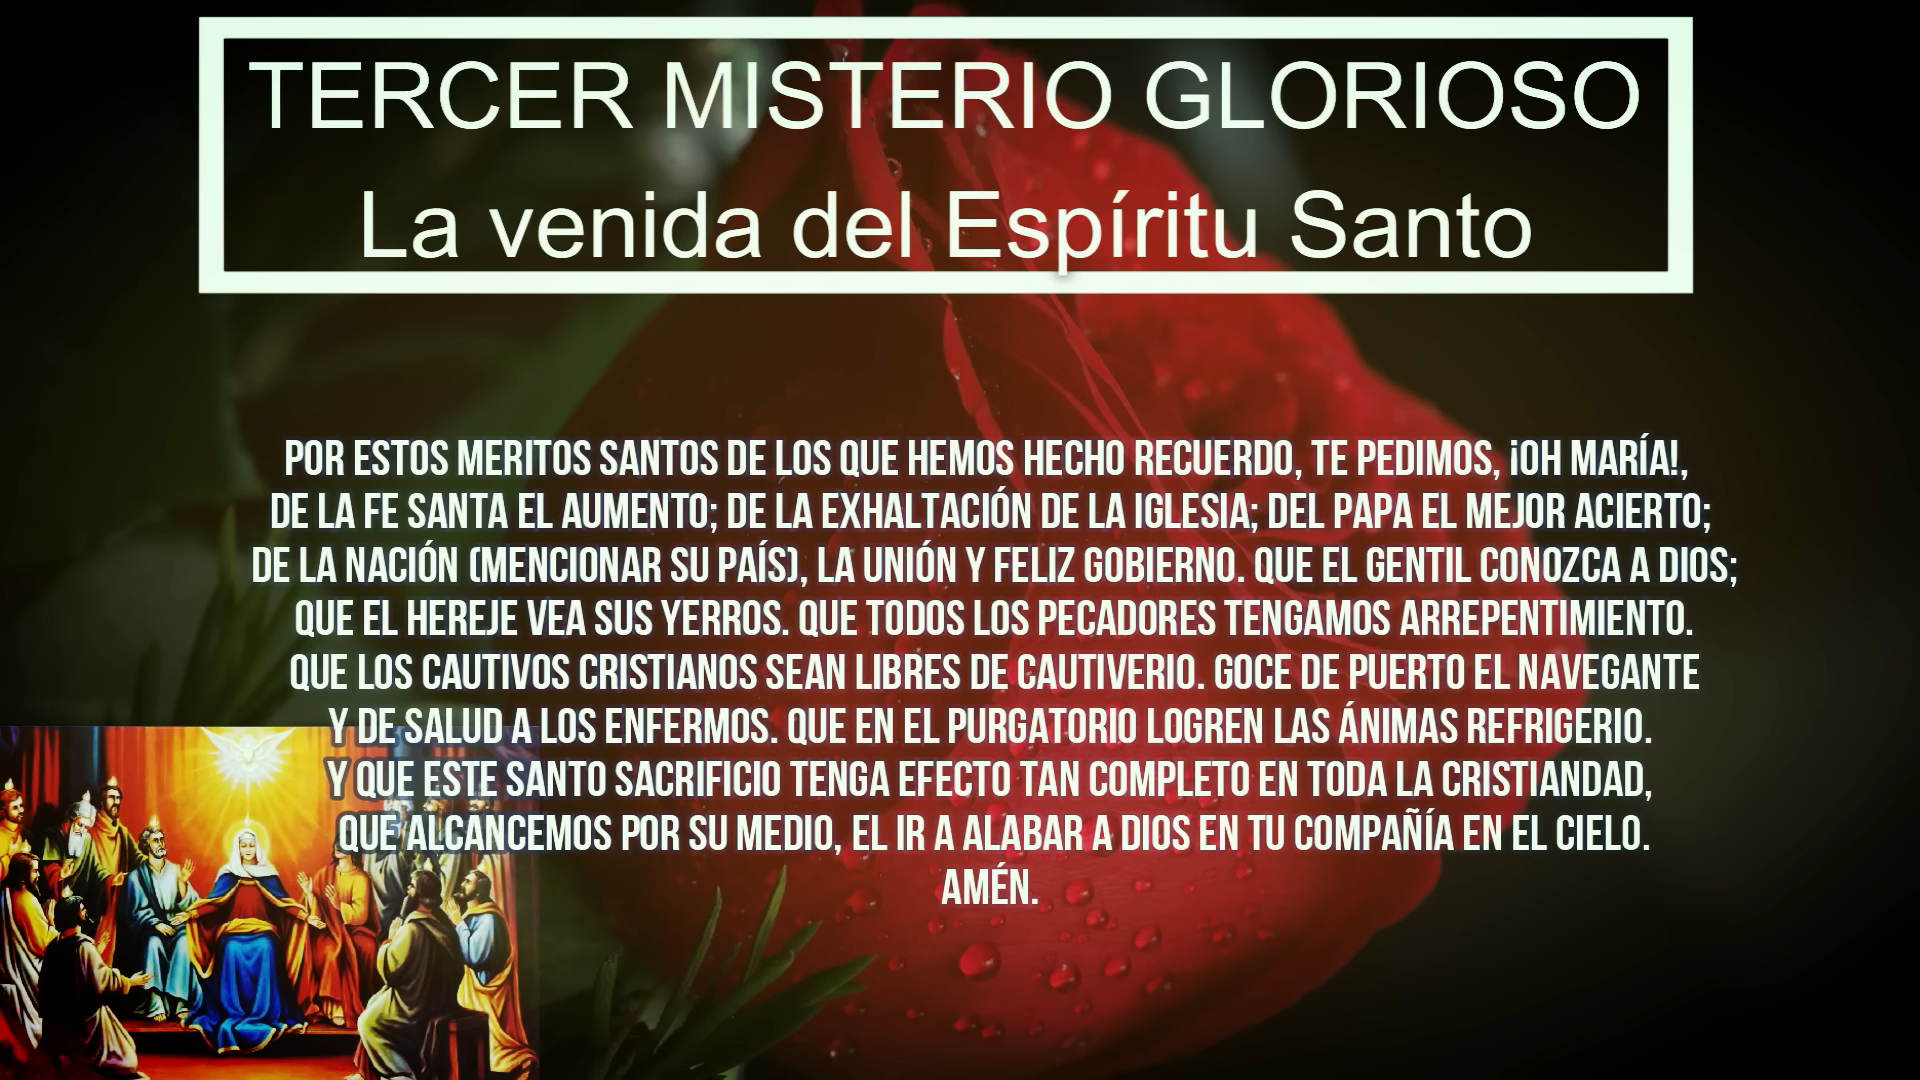 TERCER MISTERIO GLORIOSO
La venida del Espíritu Santo
POR ESTOS MERITOS SANTOS DE LOS QUE HEMOS HECHO RECUERDO, TE PEDIMOS, ¡OH MARÍA!,
DE LA FE SANTA EL AUMENTO; DE LA EXHALTACIÓN DE LA IGLESIA; DEL PAPA EL MEJOR ACIERTO;
DE LA NACIÓN (MENCIONAR SU PAÍS), LA UNIÓN Y FELIZ GOBIERNO. QUE EL GENTIL CONOZCA A DIOS;
QUE EL HEREJE VEA SUS YERROS. QUE TODOS LOS PECADORES TENGAMOS ARREPENTIMIENTO.
QUE LOS CAUTIVOS CRISTIANOS SEAN LIBRES DE CAUTIVERIO. GOCE DE PUERTO EL NAVEGANTE
Y DE SALUD A LOS ENFERMOS. QUE EN EL PURGATORIO LOGREN LAS ÁNIMAS REFRIGERIO.
Y QUE ESTE SANTO SACRIFICIO TENGA EFECTO TAN COMPLETO EN TODA LA CRISTIANDAD,
QUE ALCANCEMOS POR SU MEDIO, EL IR A ALABAR A DIOS EN TU COMPAÑÍA EN EL CIELO.
AMÉN.